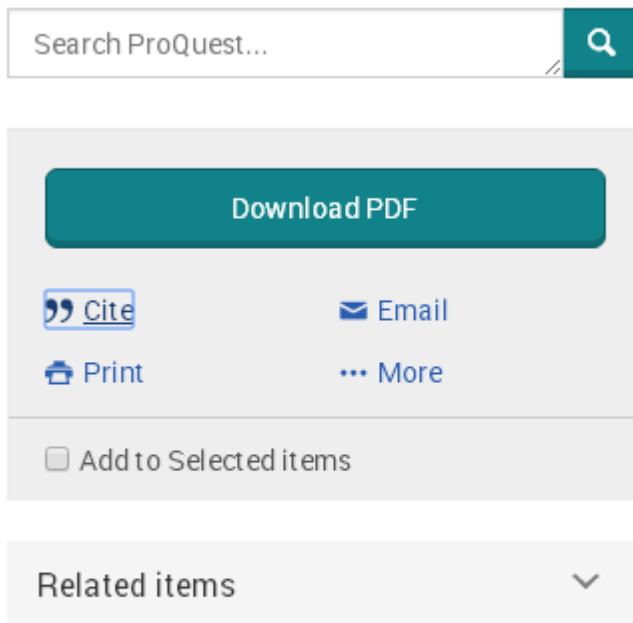 Search ProQuest...
Download PDF
Cite
Email
Print
More
Add to Selected items
Related items